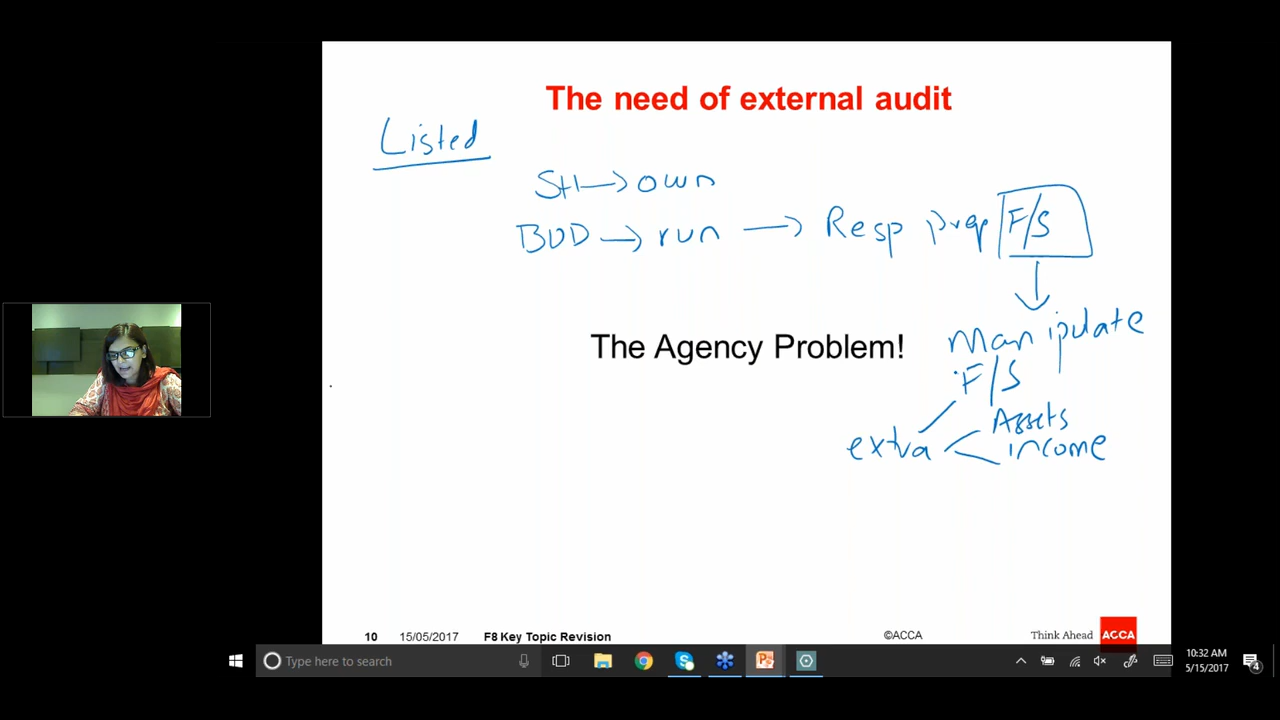 The need of external audit
Listed
SH → own
BOD → run → Resp prep F/S
The Agency Problem!
Manipulate
F/S
extra
Assets
income
10 15/05/2017 F8 Key Topic Revision ©ACCA Think Ahead ACCA
Type here to search
10:32 AM
5/15/2017
4